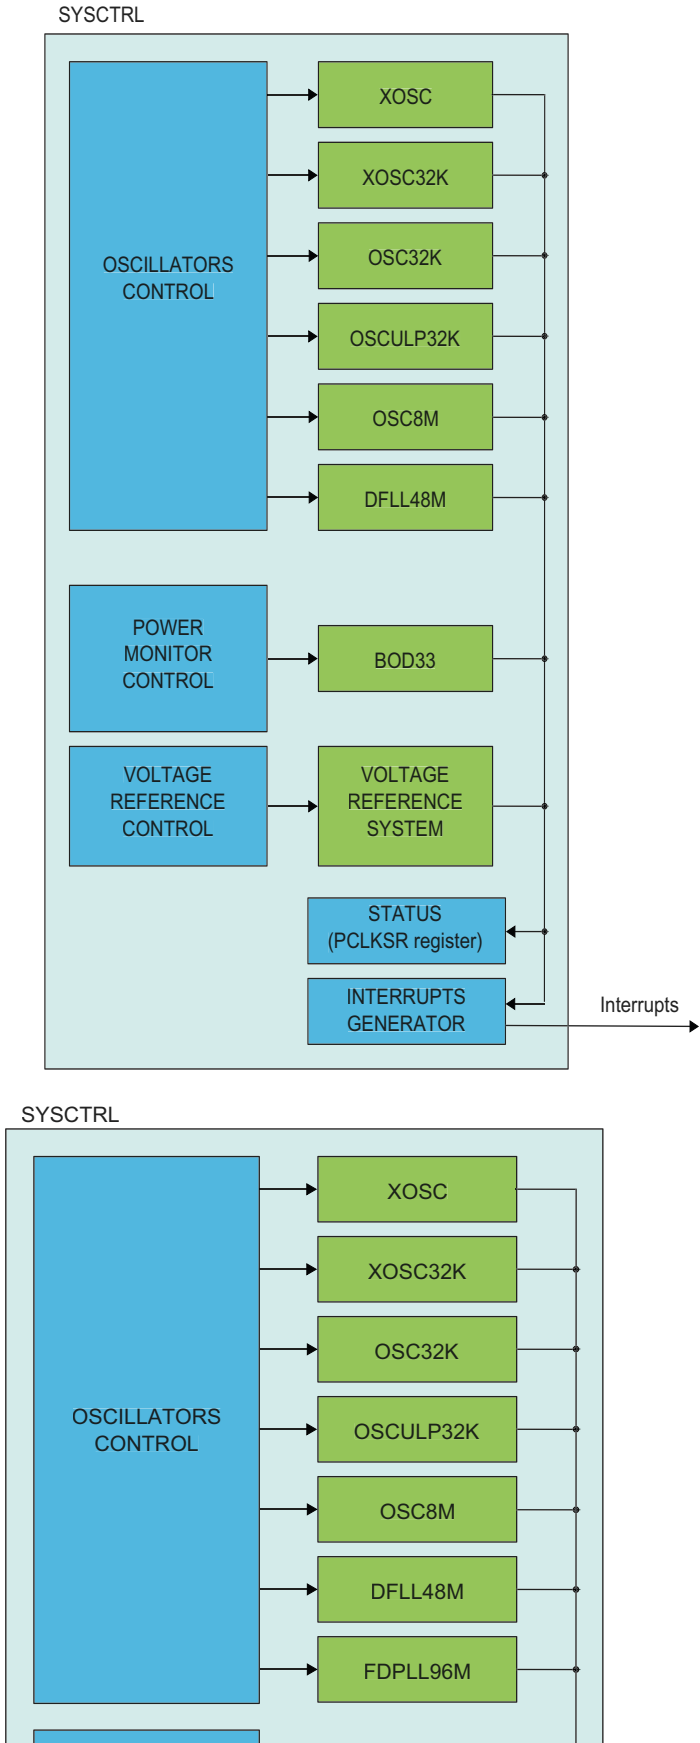 SYSCTRL
XOSC
XOSC32K
OSCILLATORS
CONTROL
OSC32K
OSCULP32K
OSC8M
DFLL48M
POWER
MONITOR
CONTROL
BOD33
VOLTAGE
REFERENCE
CONTROL
VOLTAGE
REFERENCE
SYSTEM
STATUS
(PCLKSR register)
INTERRUPTS
GENERATOR
Interrupts
SYSCTRL
XOSC
XOSC32K
OSC32K
OSCILLATORS
CONTROL
OSCULP32K
OSC8M
DFLL48M
FDPLL96M